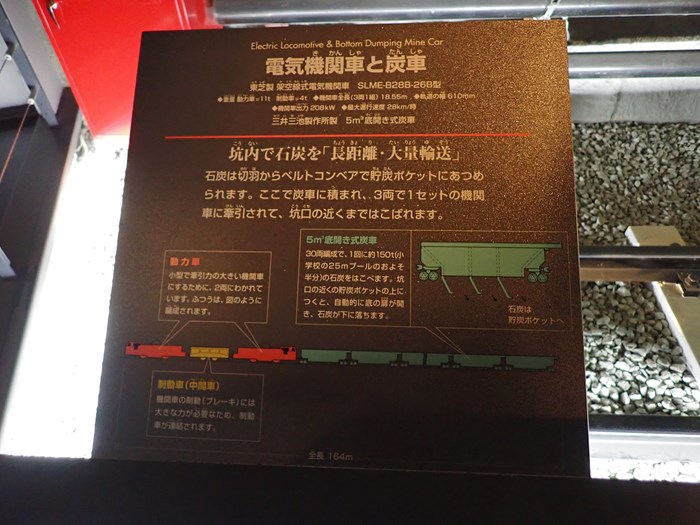 Electric Locomotive & Bottom Dumping Mine Car
電気機関車と炭車
東芝製 架空線式電気機関車 SLME-B28B-26B型
◆重量 動力車=11t 制動車=4t ◆機関車全長(3両1組) 18.55m ◆軌道の幅 610mm
◆機関車出力 208kW ◆最大運行速度 28km/時
三井三池製作所製 5m³底開き式炭車
坑内で石炭を「長距離・大量輸送」
石炭は切羽からベルトコンベアで貯炭ポケットにあつめ
られます。ここで炭車に積まれ、3両で1セットの機関
車に牽引されて、坑口の近くまではこばれます。
動力車
小型で牽引力の大きい機関車
にするために、2両にわかれて
います。ふつうは、図のように
編成されます。
5m³底開き式炭車
30両編成で、1回に約150t(小
学校の25mプールのおよそ
半分)の石炭をはこべます。坑
口の近くの貯炭ポケットの上に
つくと、自動的に底の扉が開
き、石炭が下に落ちます。
石炭は
貯炭ポケットへ
制動車(中間車)
機関車の制動(ブレーキ)には
大きな力が必要なため、制動
車が連結されます。
全長 164m